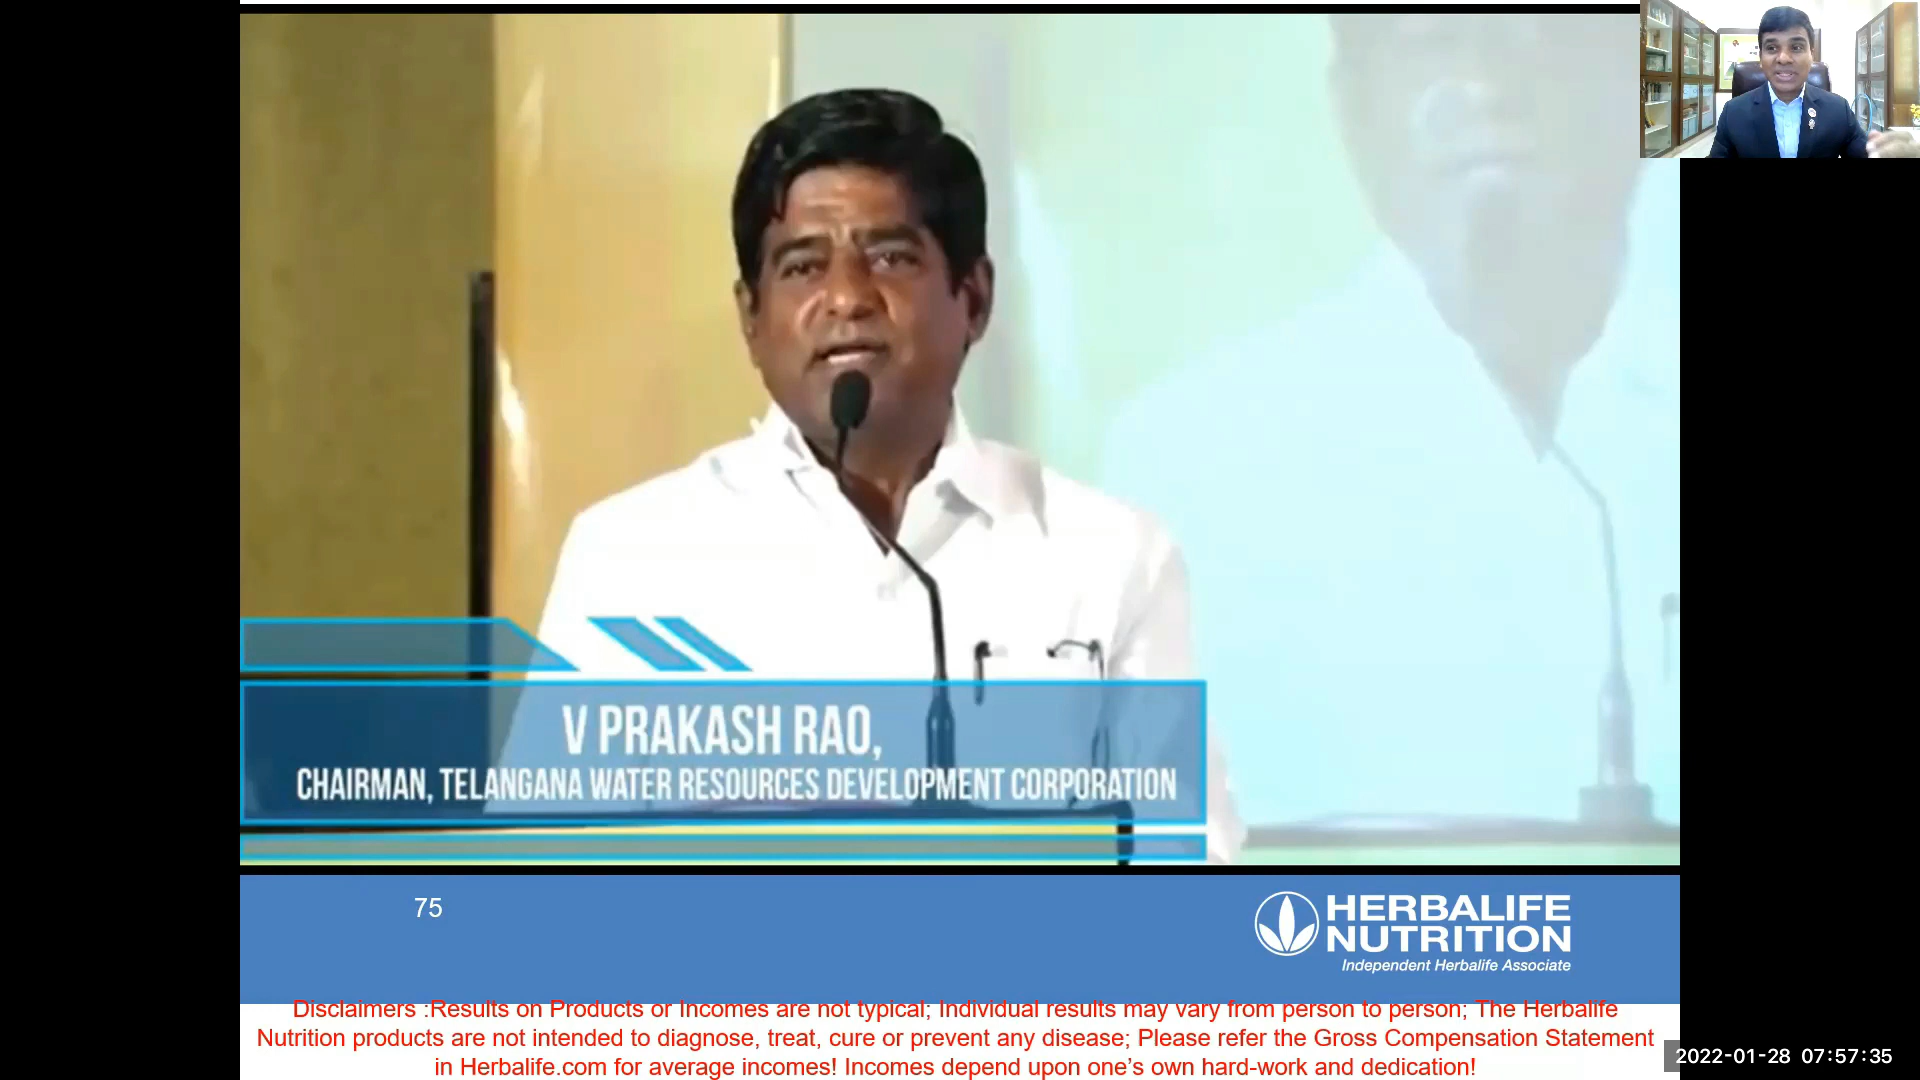 V PRAKASH RAO,
CHAIRMAN, TELANGANA WATER RESOURCES DEVELOPMENT CORPORATION
75
HERBALIFE
NUTRITION
Independent Herbalife Associate
Disclaimers :Results on Products or Incomes are not typical; Individual results may vary from person to person; The Herbalife
Nutrition products are not intended to diagnose, treat, cure or prevent any disease; Please refer the Gross Compensation Statement
in Herbalife.com for average incomes! Incomes depend upon one’s own hard-work and dedication!
2022-01-28 07:57:35